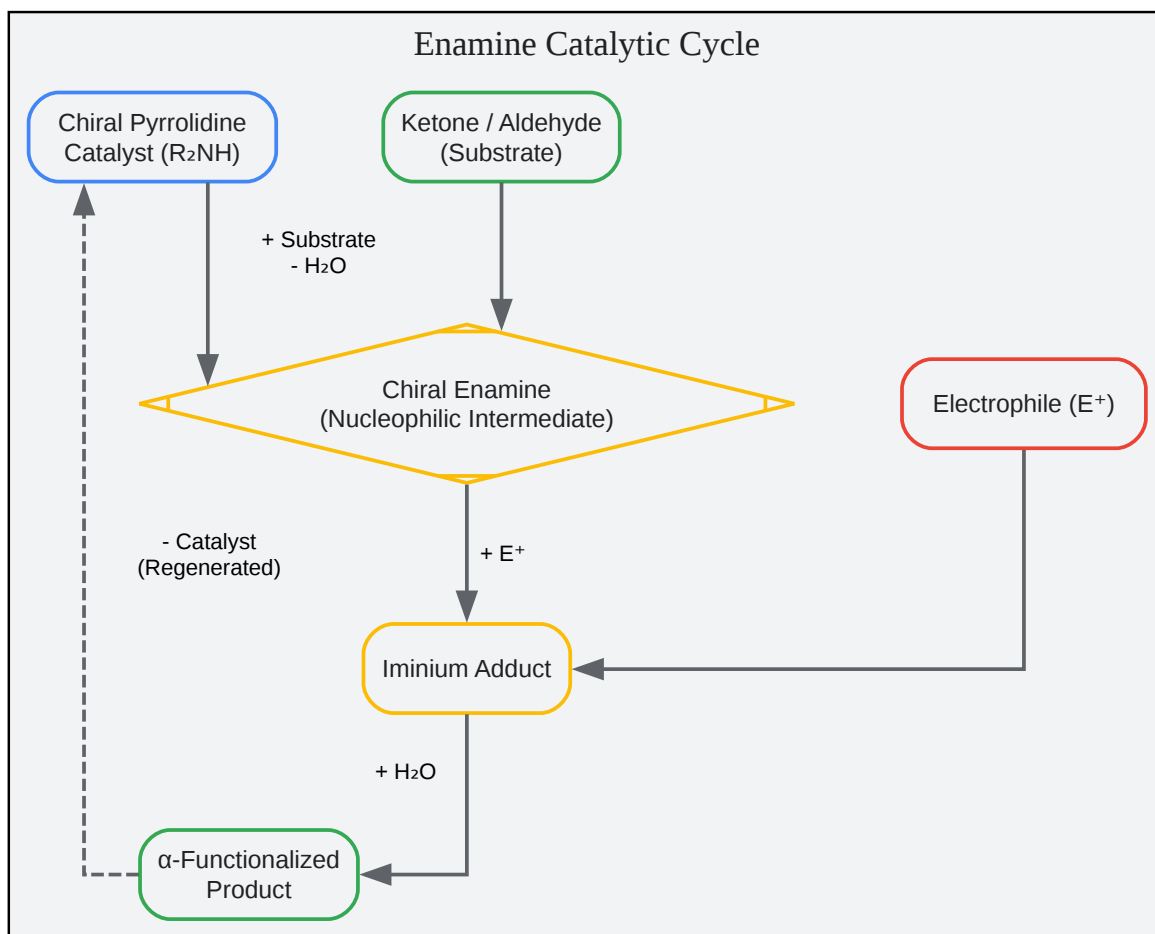 Enamine Catalytic Cycle
Chiral Pyrrolidine
Catalyst (R₂NH)
Ketone / Aldehyde
(Substrate)
+ Substrate
- H₂O
Chiral Enamine
(Nucleophilic Intermediate)
Electrophile (E⁺)
- Catalyst
(Regenerated)
+ E⁺
Iminium Adduct
+ H₂O
α-Functionalized
Product